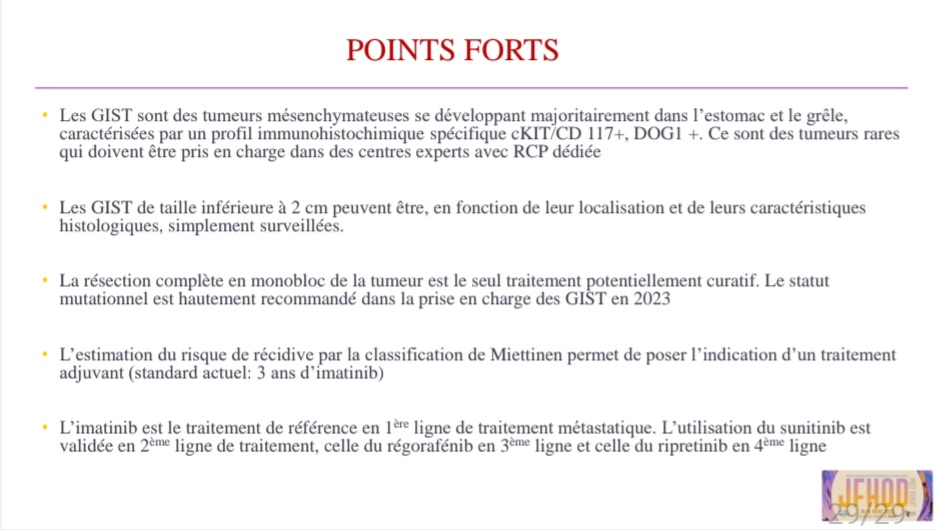 POINTS FORTS
• Les GIST sont des tumeurs mésenchymateuses se développant majoritairement dans l’estomac et le grêle,
caractérisées par un profil immunohistochimique spécifique cKIT/CD 117+, DOG1 +. Ce sont des tumeurs rares
qui doivent être pris en charge dans des centres experts avec RCP dédiée
• Les GIST de taille inférieure à 2 cm peuvent être, en fonction de leur localisation et de leurs caractéristiques
histologiques, simplement surveillées.
• La résection complète en monobloc de la tumeur est le seul traitement potentiellement curatif. Le statut
mutationnel est hautement recommandé dans la prise en charge des GIST en 2023
• L’estimation du risque de récidive par la classification de Miettinen permet de poser l’indication d’un traitement
adjuvant (standard actuel: 3 ans d’imatinib)
• L’imatinib est le traitement de référence en 1ère ligne de traitement métastatique. L’utilisation du sunitinib est
validée en 2ème ligne de traitement, celle du régorafénib en 3ème ligne et celle du ripretinib en 4ème ligne
JFHOD
29/29